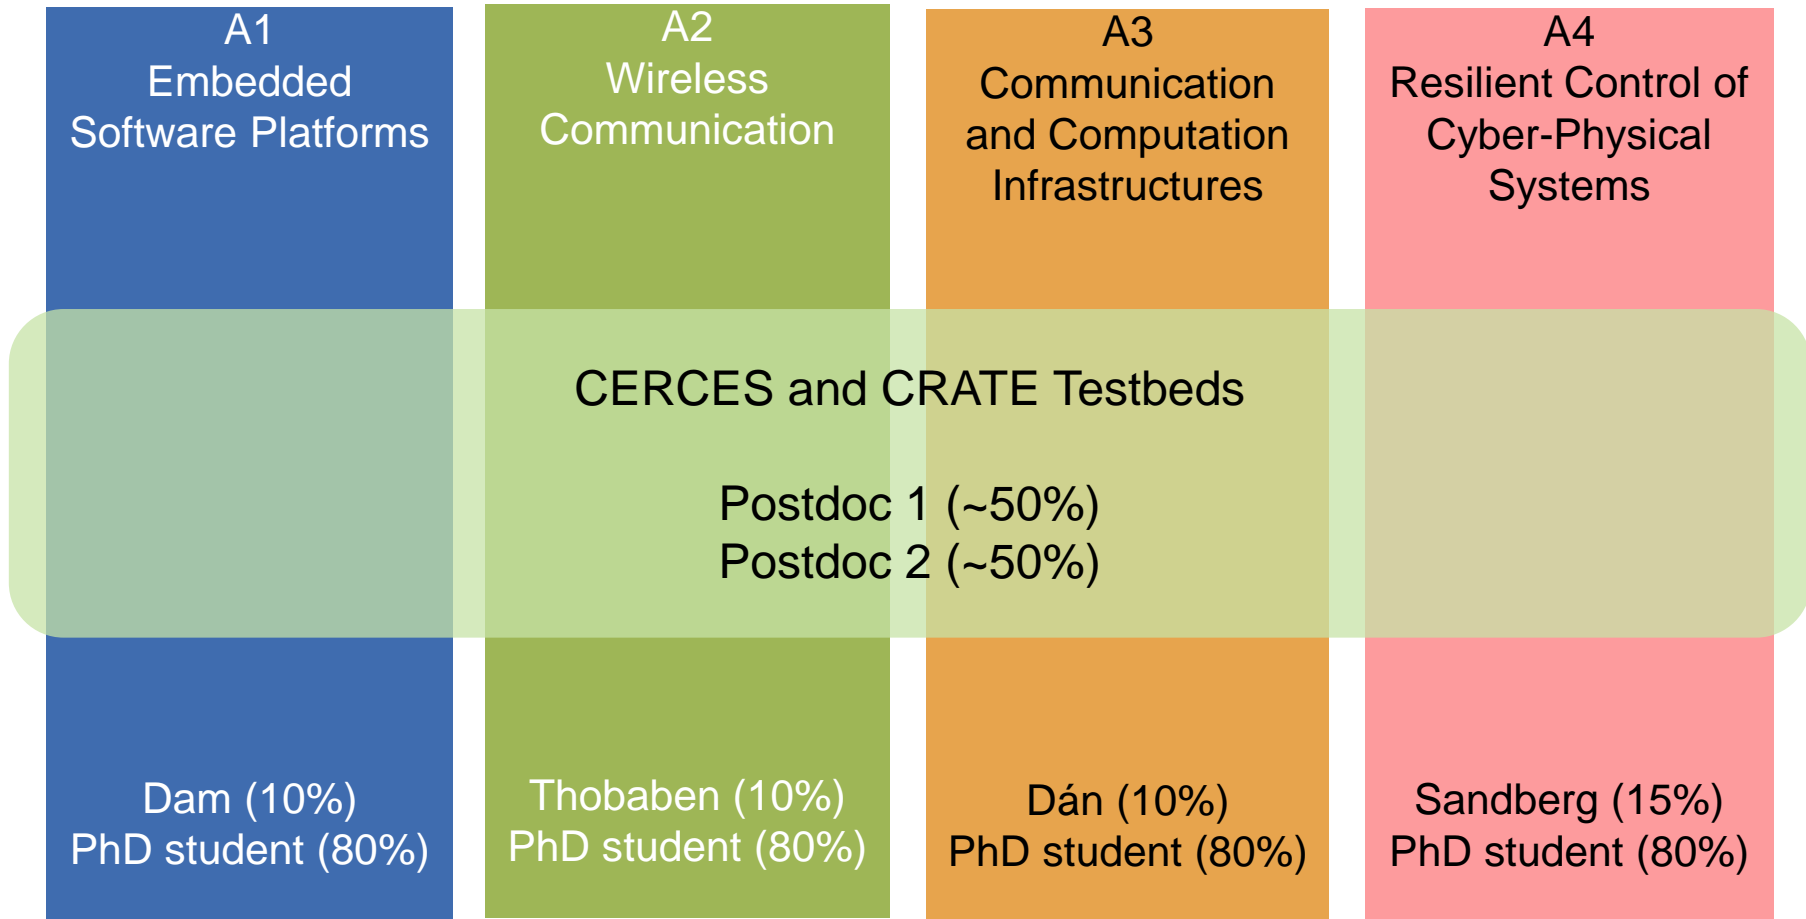 A1
Embedded
Software Platforms
A2
Wireless
Communication
A3
Communication
and Computation
Infrastructures
A4
Resilient Control of
Cyber-Physical
Systems
CERCES and CRATE Testbeds
Postdoc 1 (~50%)
Postdoc 2 (~50%)
Dam (10%)
PhD student (80%)
Thobaben (10%)
PhD student (80%)
Dán (10%)
PhD student (80%)
Sandberg (15%)
PhD student (80%)